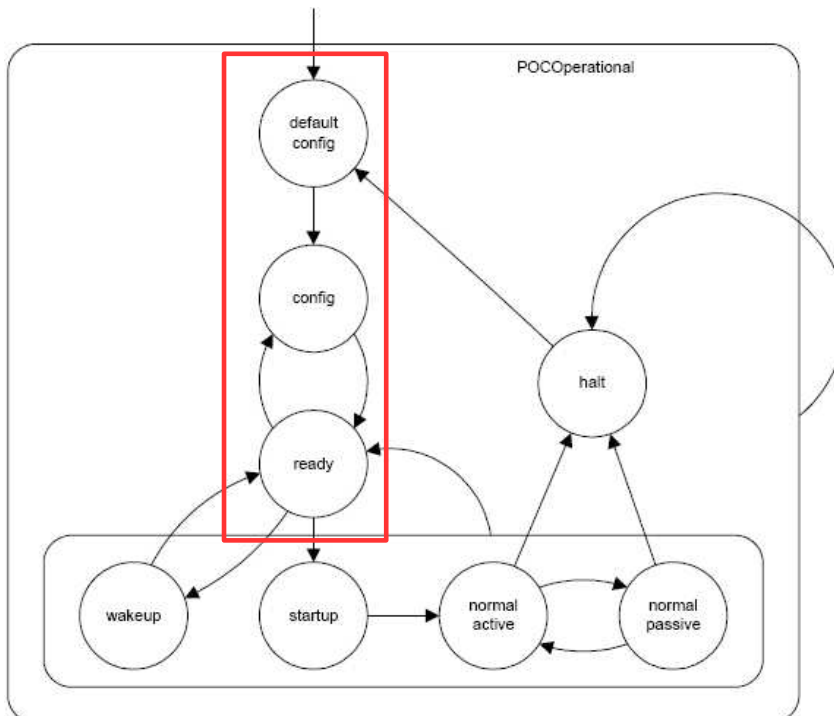 POCOperational
default
config
config
halt
ready
wakeup
startup
normal
active
normal
passive